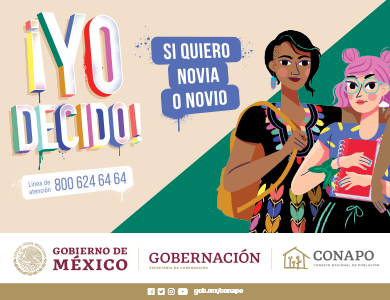 ¡YO
DECIDO!
SI QUIERO
NOVIA
O NOVIO
Línea de
atención 800 624 64 64
GOBIERNO DE
MÉXICO
GOBERNACIÓN
SECRETARÍA DE GOBERNACIÓN
CONAPO
CONSEJO NACIONAL DE POBLACIÓN
gob.mx/conapo